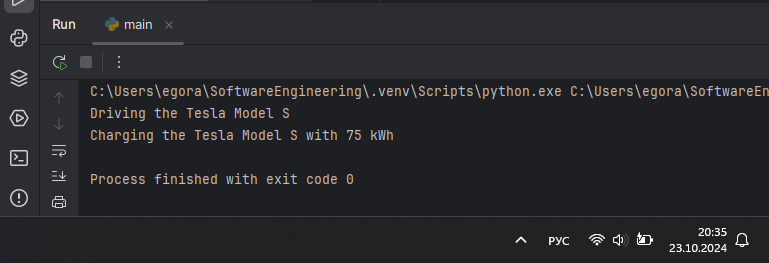 Run
main
C:\Users\egora\SoftwareEngineering\.venv\Scripts\python.exe C:\Users\egora\SoftwareEn
Driving the Tesla Model S
Charging the Tesla Model S with 75 kWh
Process finished with exit code 0
РУС
20:35
23.10.2024